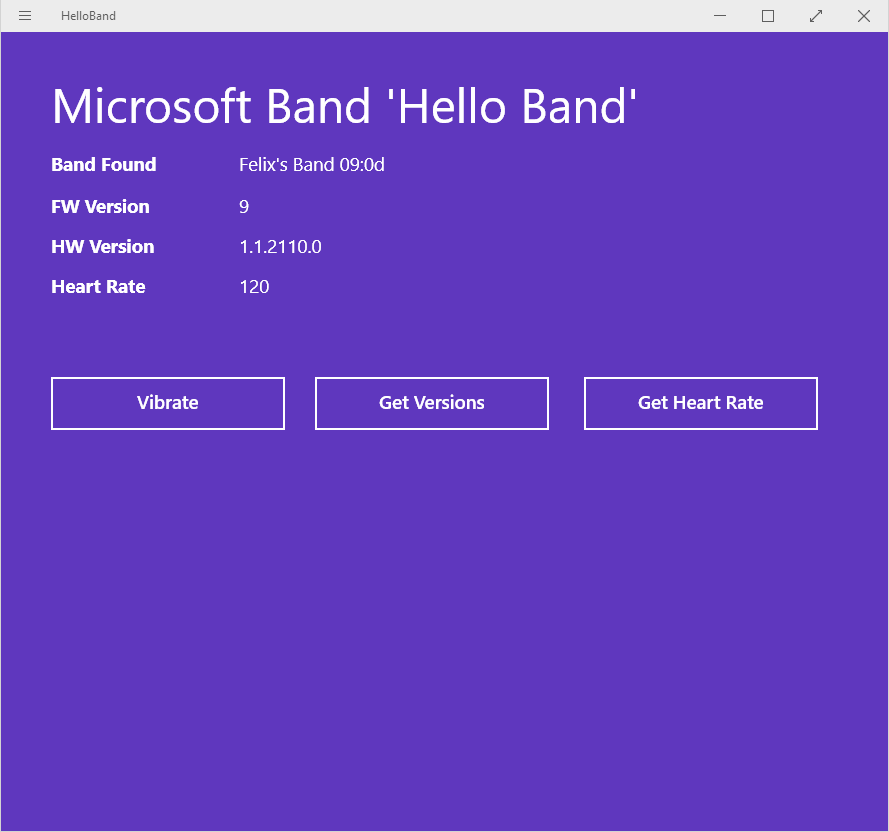 HelloBand
Microsoft Band 'Hello Band'
Band Found Felix's Band 09:0d
FW Version 9
HW Version 1.1.2110.0
Heart Rate 120
Vibrate Get Versions Get Heart Rate